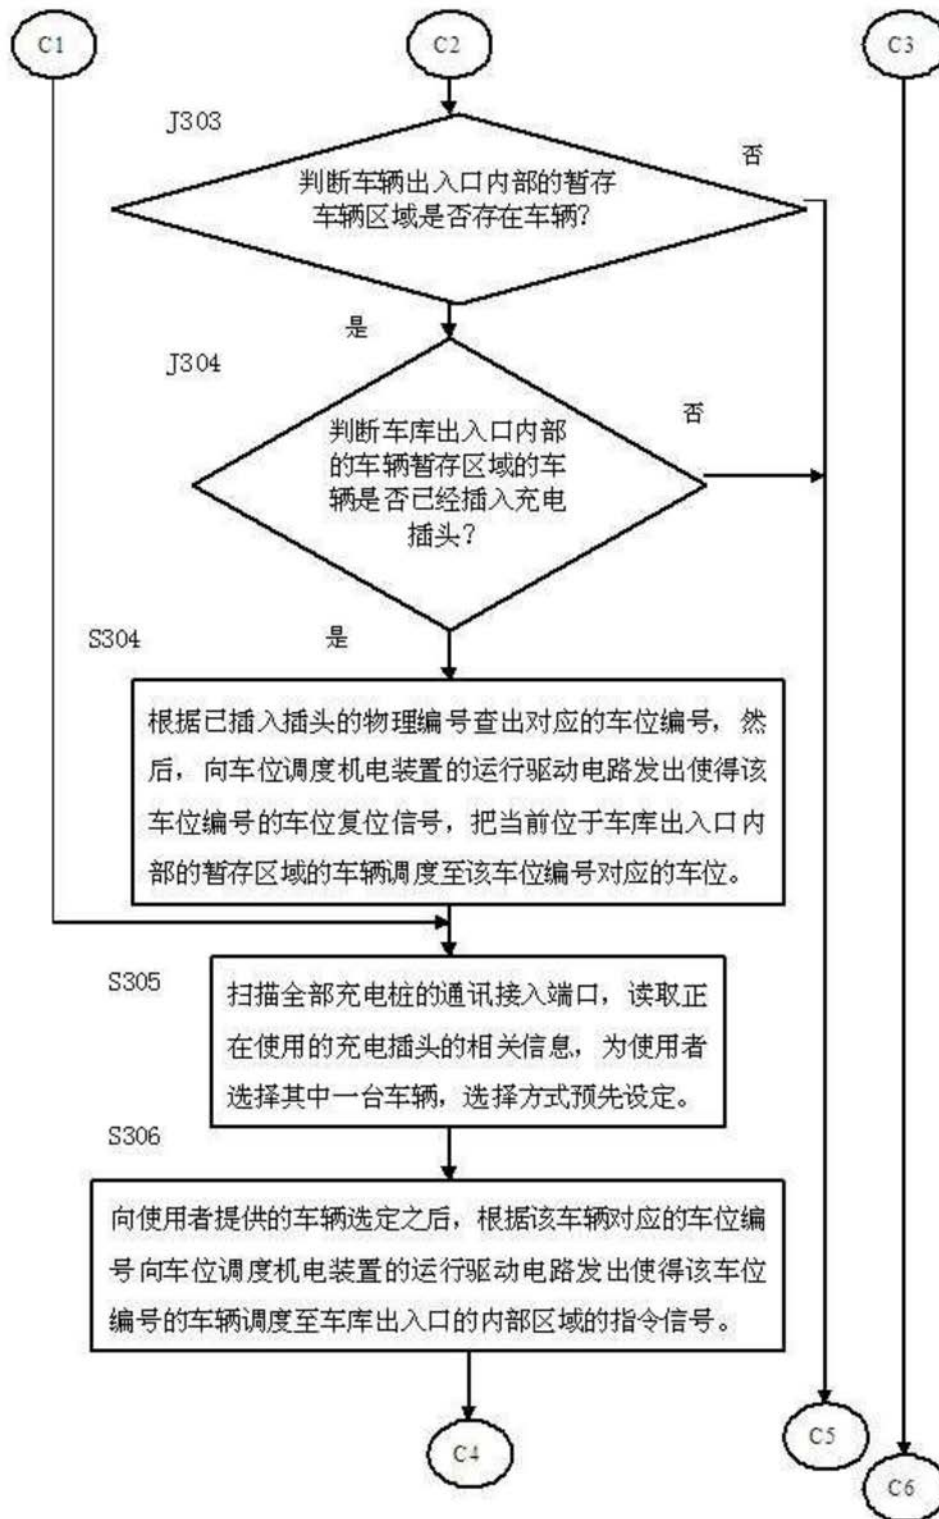 C1
C2
C3
J303
否
判断车辆出入口内部的暂存
车辆区域是否存在车辆？
是
J304
否
判断车库出入口内部
的车辆暂存区域的车
辆是否已经插入充电
插头？
S304
是
根据已插入插头的物理编号查出对应的车位编号，然
后，向车位调度机电装置的运行驱动电路发出使得该
车位编号的车位复位信号，把当前位于车库出入口内
部的暂存区域的车辆调度至该车位编号对应的车位。
S305
扫描全部充电桩的通讯接入端口，读取正
在使用的充电插头的相关信息，为使用者
选择其中一台车辆，选择方式预先设定。
S306
向使用者提供的车辆选定之后，根据该车辆对应的车位编
号向车位调度机电装置的运行驱动电路发出使得该车位
编号的车辆调度至车库出入口的内部区域的指令信号。
C4
C5
C6